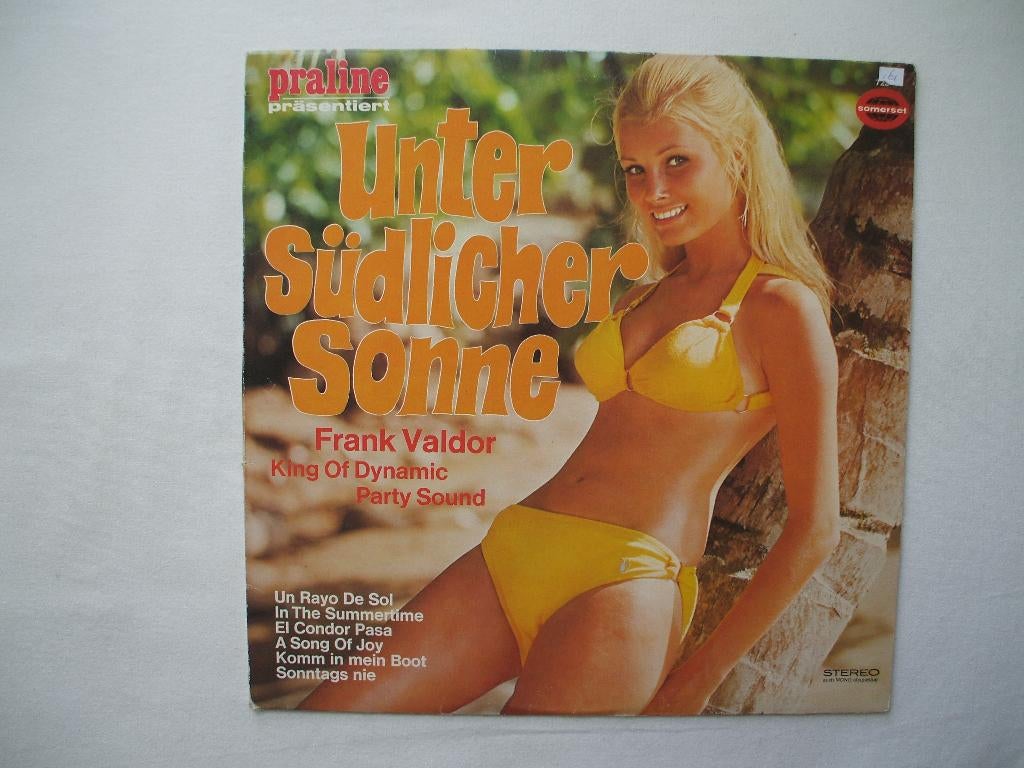 praline
präsentiert
Unter
Südlicher
Sonne
Frank Valdor
King Of Dynamic
Party Sound
Un Rayo De Sol
In The Summertime
El Condor Pasa
A Song Of Joy
Komm in mein Boot
Sonntags nie
somerset
STEREO